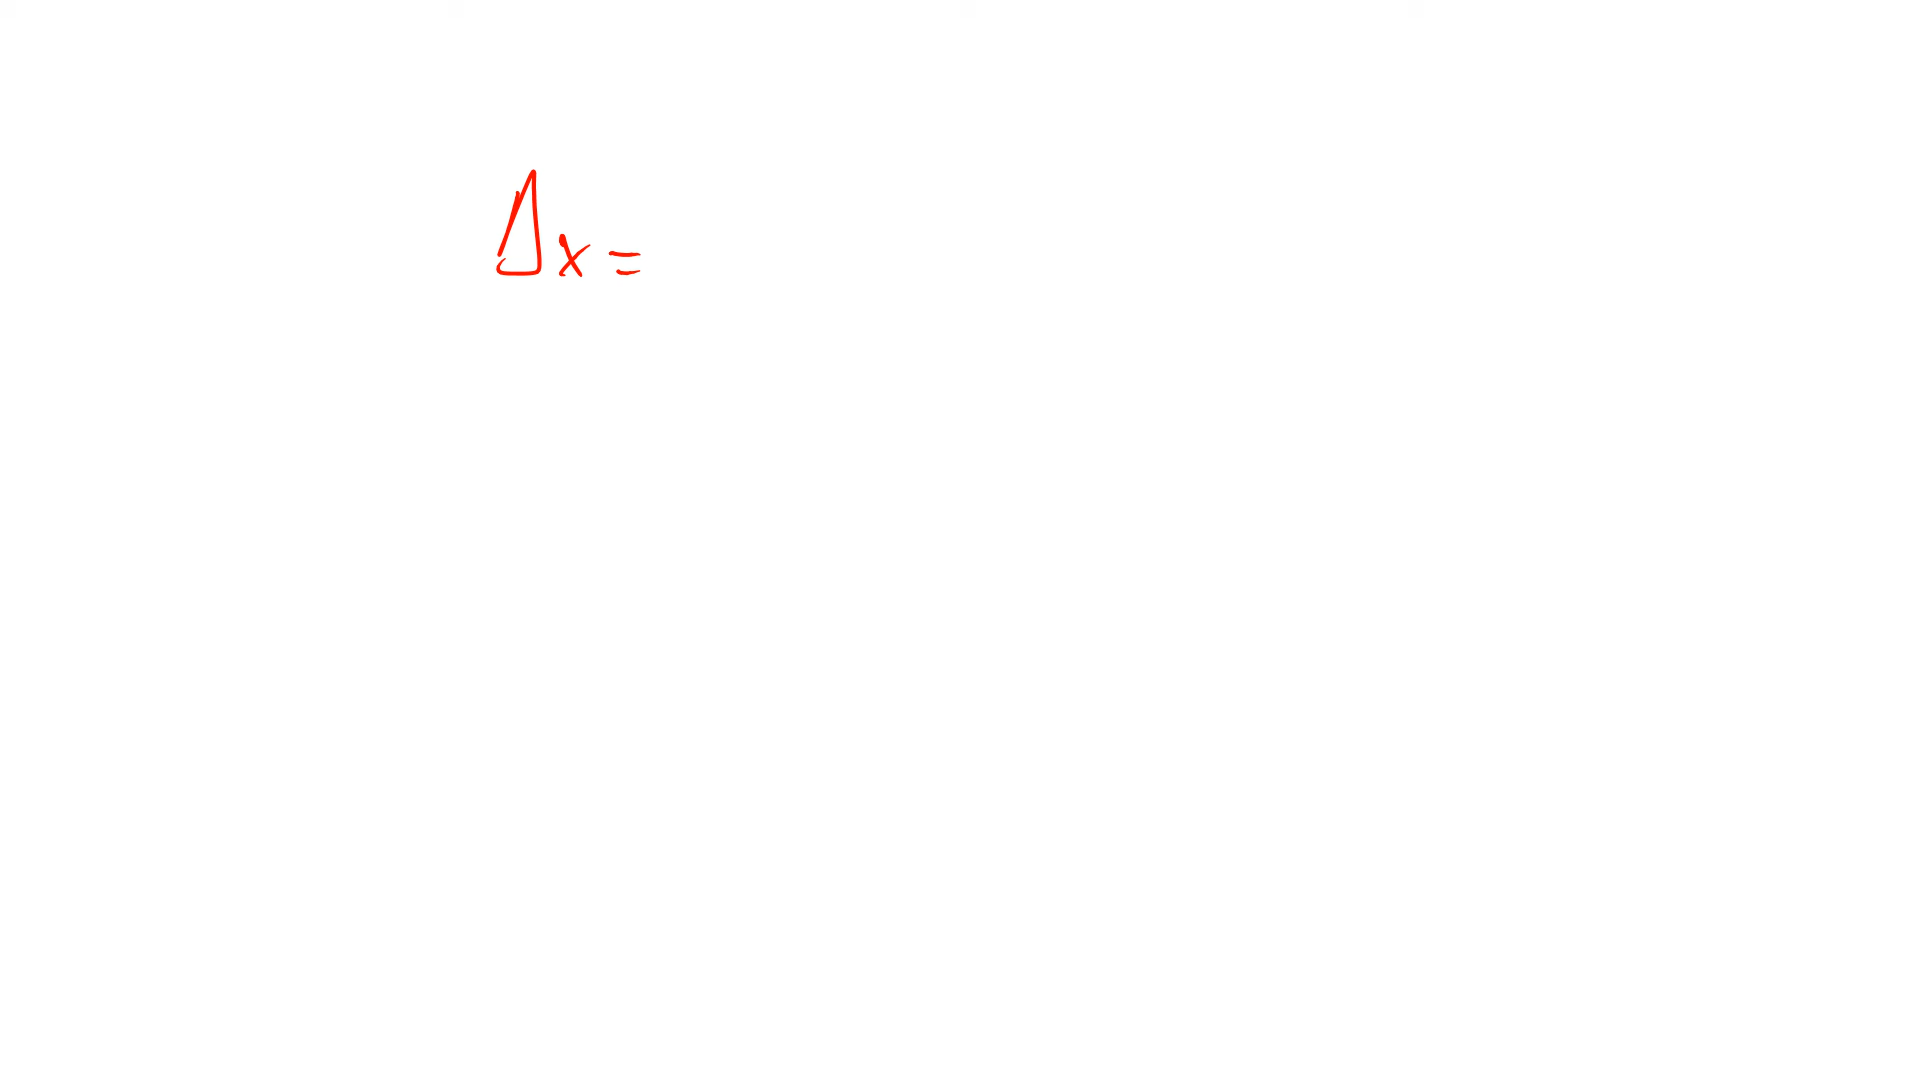 Δx =